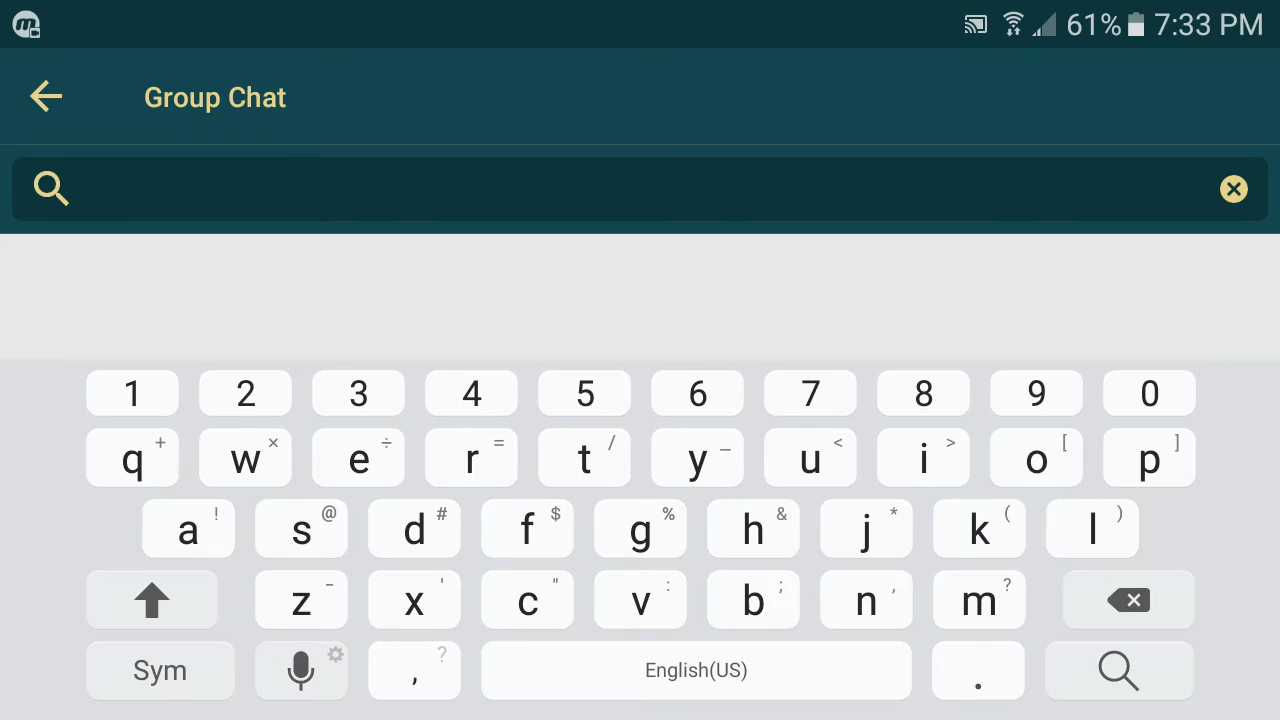 61% 7:33 PM
Group Chat
1 2 3 4 5 6 7 8 9 0
q + w × e ÷ r = t / y _ u < i > o [ p ]
a ! s @ d # f $ g % h & j * k ( l )
z - x ' c " v : b ; n , m ?
Sym , ? English(US) .